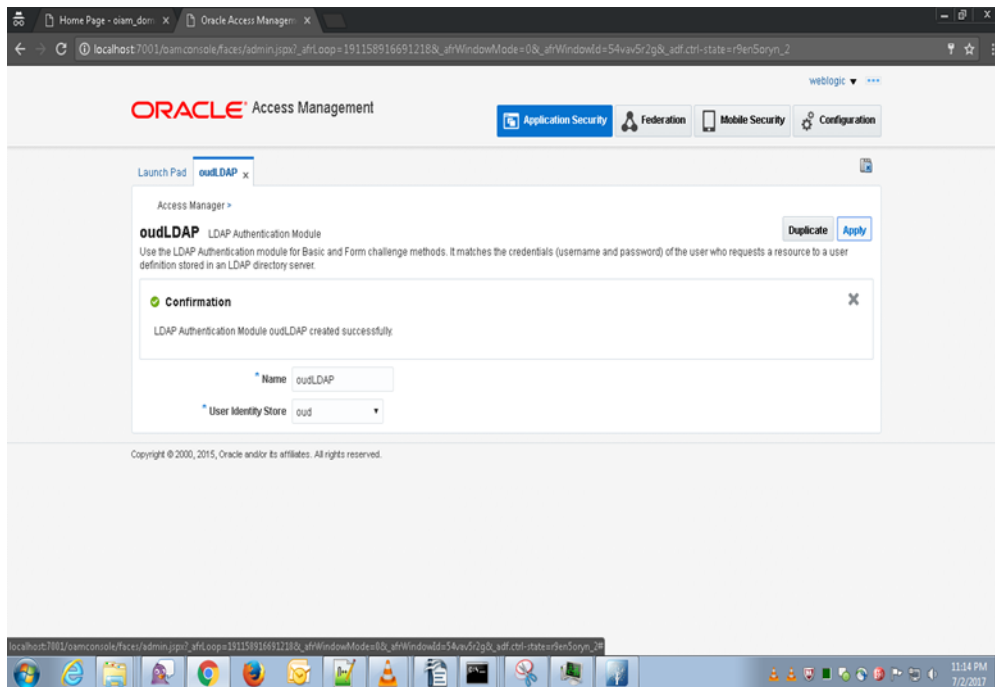 Home Page - oiam_dom x
Oracle Access Managem x
localhost:7001/oamconsole/faces/admin.jspx?_afrLoop=191158916691218&_afrWindowMode=0&_afrWindowId=54vav5r2g&_adf.ctrl-state=r9en5oryn_2
weblogic
ORACLE Access Management
Application Security
Federation
Mobile Security
Configuration
Launch Pad
oudLDAP x
Access Manager >
oudLDAP LDAP Authentication Module
Duplicate
Apply
Use the LDAP Authentication module for Basic and Form challenge methods. It matches the credentials (username and password) of the user who requests a resource to a user
definition stored in an LDAP directory server.
Confirmation
LDAP Authentication Module oudLDAP created successfully.
* Name oudLDAP
* User Identity Store oud
Copyright © 2000, 2015, Oracle and/or its affiliates. All rights reserved.
localhost:7001/oamconsole/faces/admin.jspx?_afrLoop=191158916691218&_afrWindowMode=0&_afrWindowId=54vav5r2g&_adf.ctrl-state=r9en5oryn_2#
11:14 PM
7/2/2017